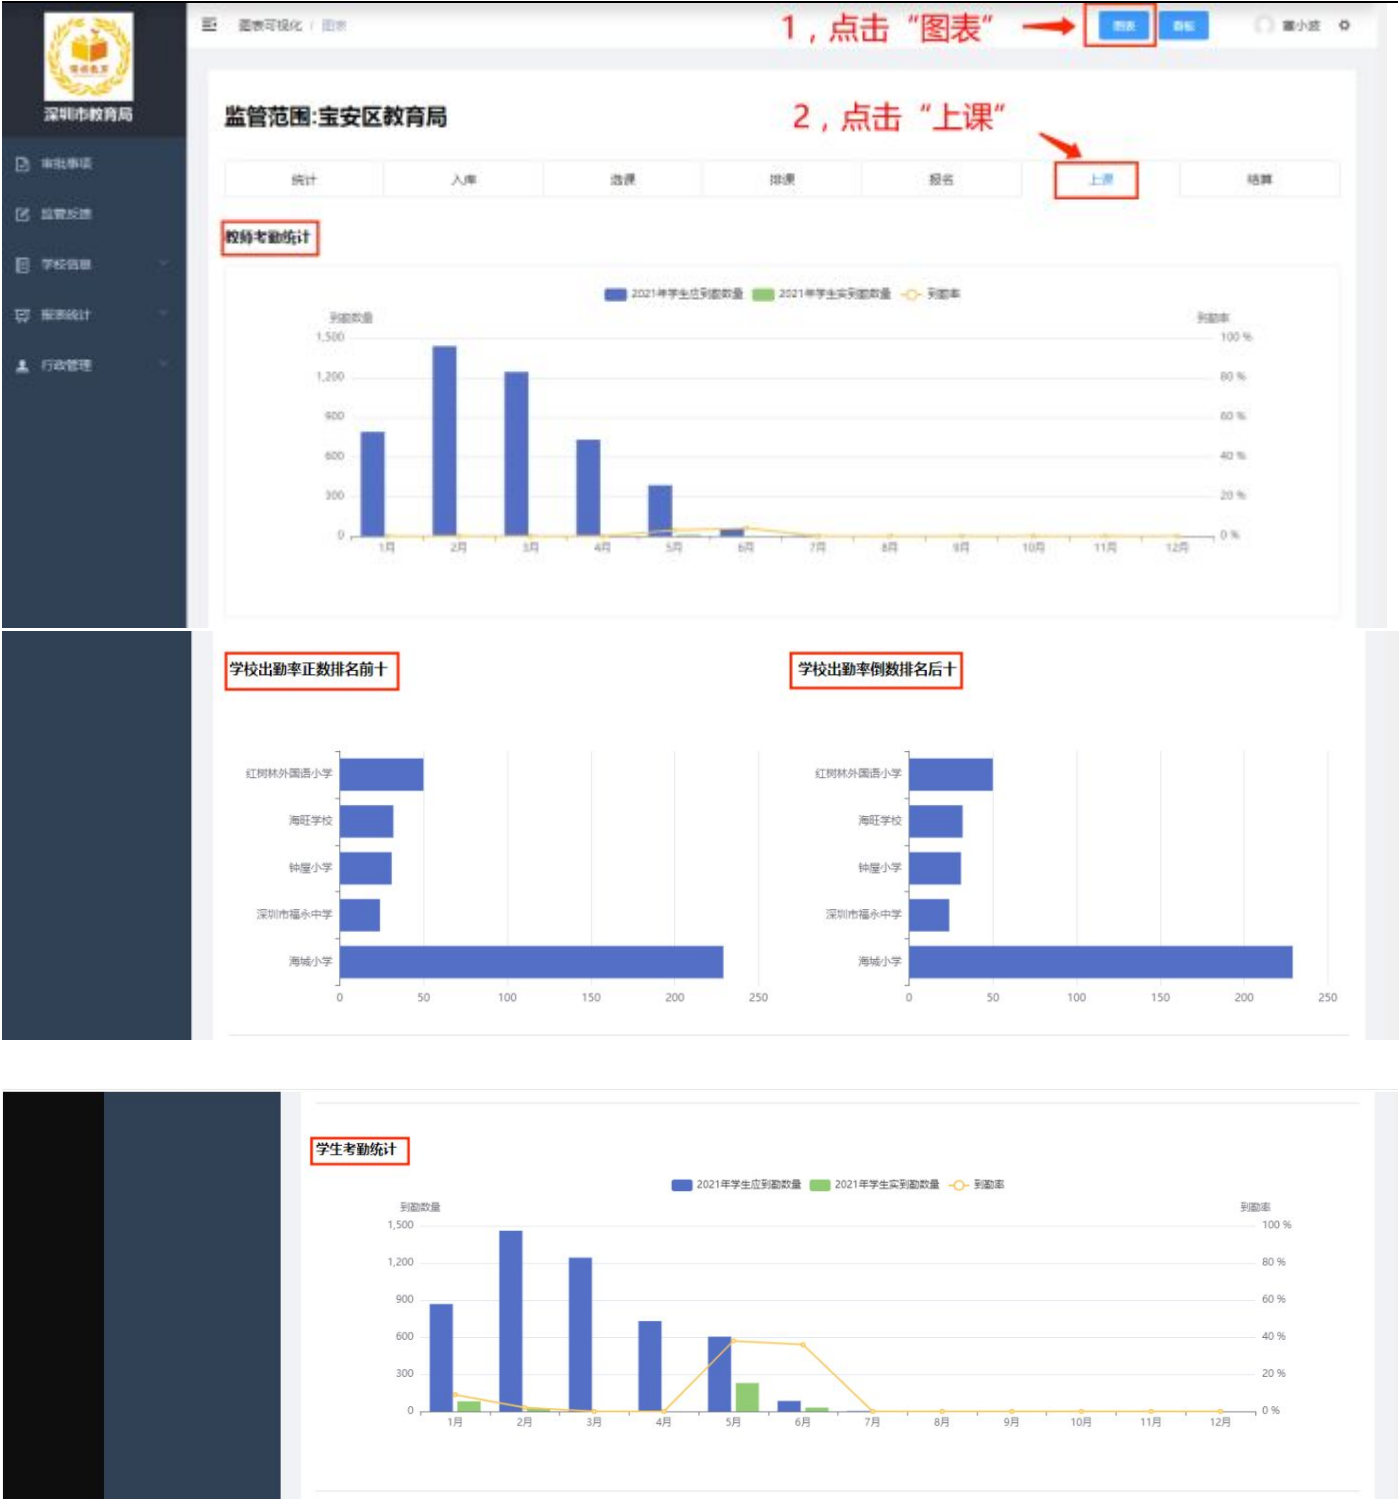 图表可视化 / 图表
1，点击“图表”
图表
看板
深圳市教育局
监管范围:宝安区教育局
2，点击“上课”
审批事项
监管反馈
学校信息
报表统计
行政管理
统计 入库 选课 排课 报名 上课 结算
教师考勤统计
2021年学生应到勤数量 2021年学生实到勤数量 到勤率
到勤数量 到勤率
1,500 100 %
1,200 80 %
900 60 %
600 40 %
300 20 %
0 0 %
1月 2月 3月 4月 5月 6月 7月 8月 9月 10月 11月 12月
学校出勤率正数排名前十
红树林外国语小学
海旺学校
钟屋小学
深圳市福永中学
海城小学
0 50 100 150 200 250
学校出勤率倒数排名后十
红树林外国语小学
海旺学校
钟屋小学
深圳市福永中学
海城小学
0 50 100 150 200 250
学生考勤统计
2021年学生应到勤数量 2021年学生实到勤数量 到勤率
到勤数量 到勤率
1,500 100 %
1,200 80 %
900 60 %
600 40 %
300 20 %
0 0 %
1月 2月 3月 4月 5月 6月 7月 8月 9月 10月 11月 12月